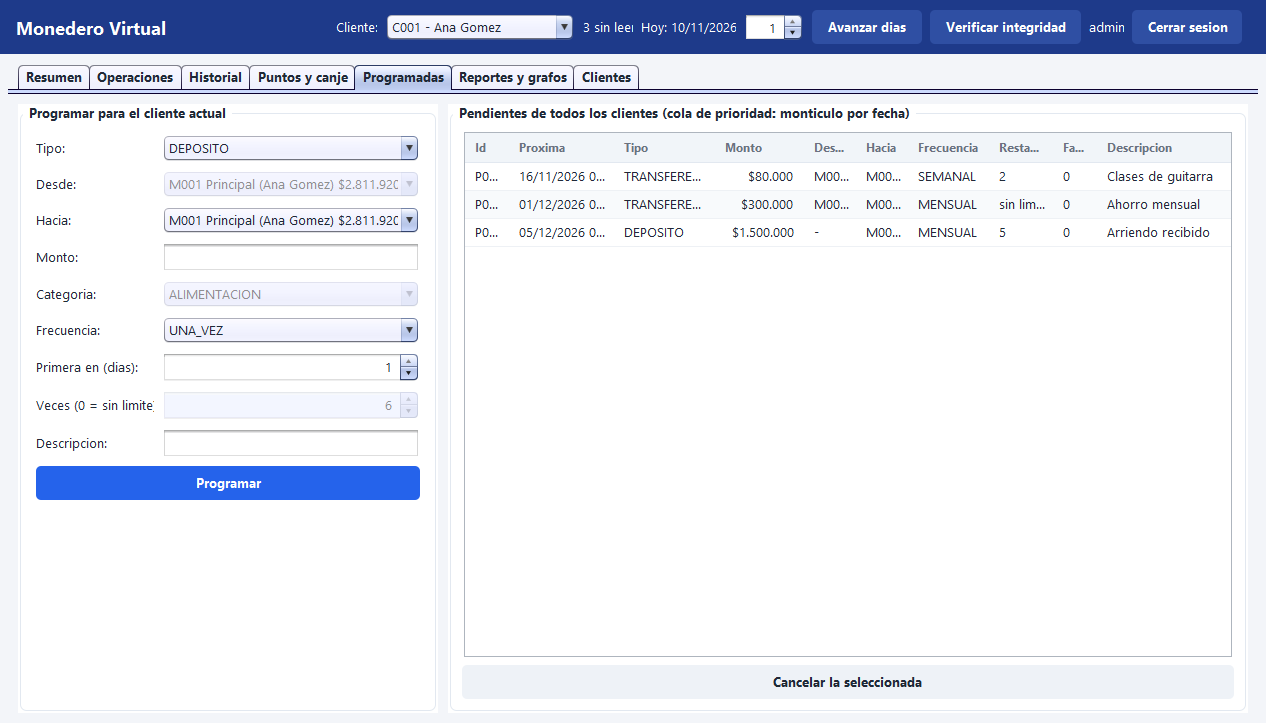 Monedero Virtual
Cliente: C001 - Ana Gomez 3 sin leer Hoy: 10/11/2026 1 Avanzar dias Verificar integridad admin Cerrar sesion
Resumen Operaciones Historial Puntos y canje Programadas Reportes y grafos Clientes
Programar para el cliente actual
Tipo: DEPOSITO
Desde: M001 Principal (Ana Gomez) $2.811.920
Hacia: M001 Principal (Ana Gomez) $2.811.920
Monto:
Categoria: ALIMENTACION
Frecuencia: UNA_VEZ
Primera en (dias): 1
Veces (0 = sin limite) 6
Descripcion:
Programar
Pendientes de todos los clientes (cola de prioridad: monticulo por fecha)
Id Proxima Tipo Monto Des... Hacia Frecuencia Resta... Fa... Descripcion
P0... 16/11/2026 0... TRANSFERE... $80.000 M00... M00... SEMANAL 2 0 Clases de guitarra
P0... 01/12/2026 0... TRANSFERE... $300.000 M00... M00... MENSUAL sin lim... 0 Ahorro mensual
P0... 05/12/2026 0... DEPOSITO $1.500.000 - M00... MENSUAL 5 0 Arriendo recibido
Cancelar la seleccionada